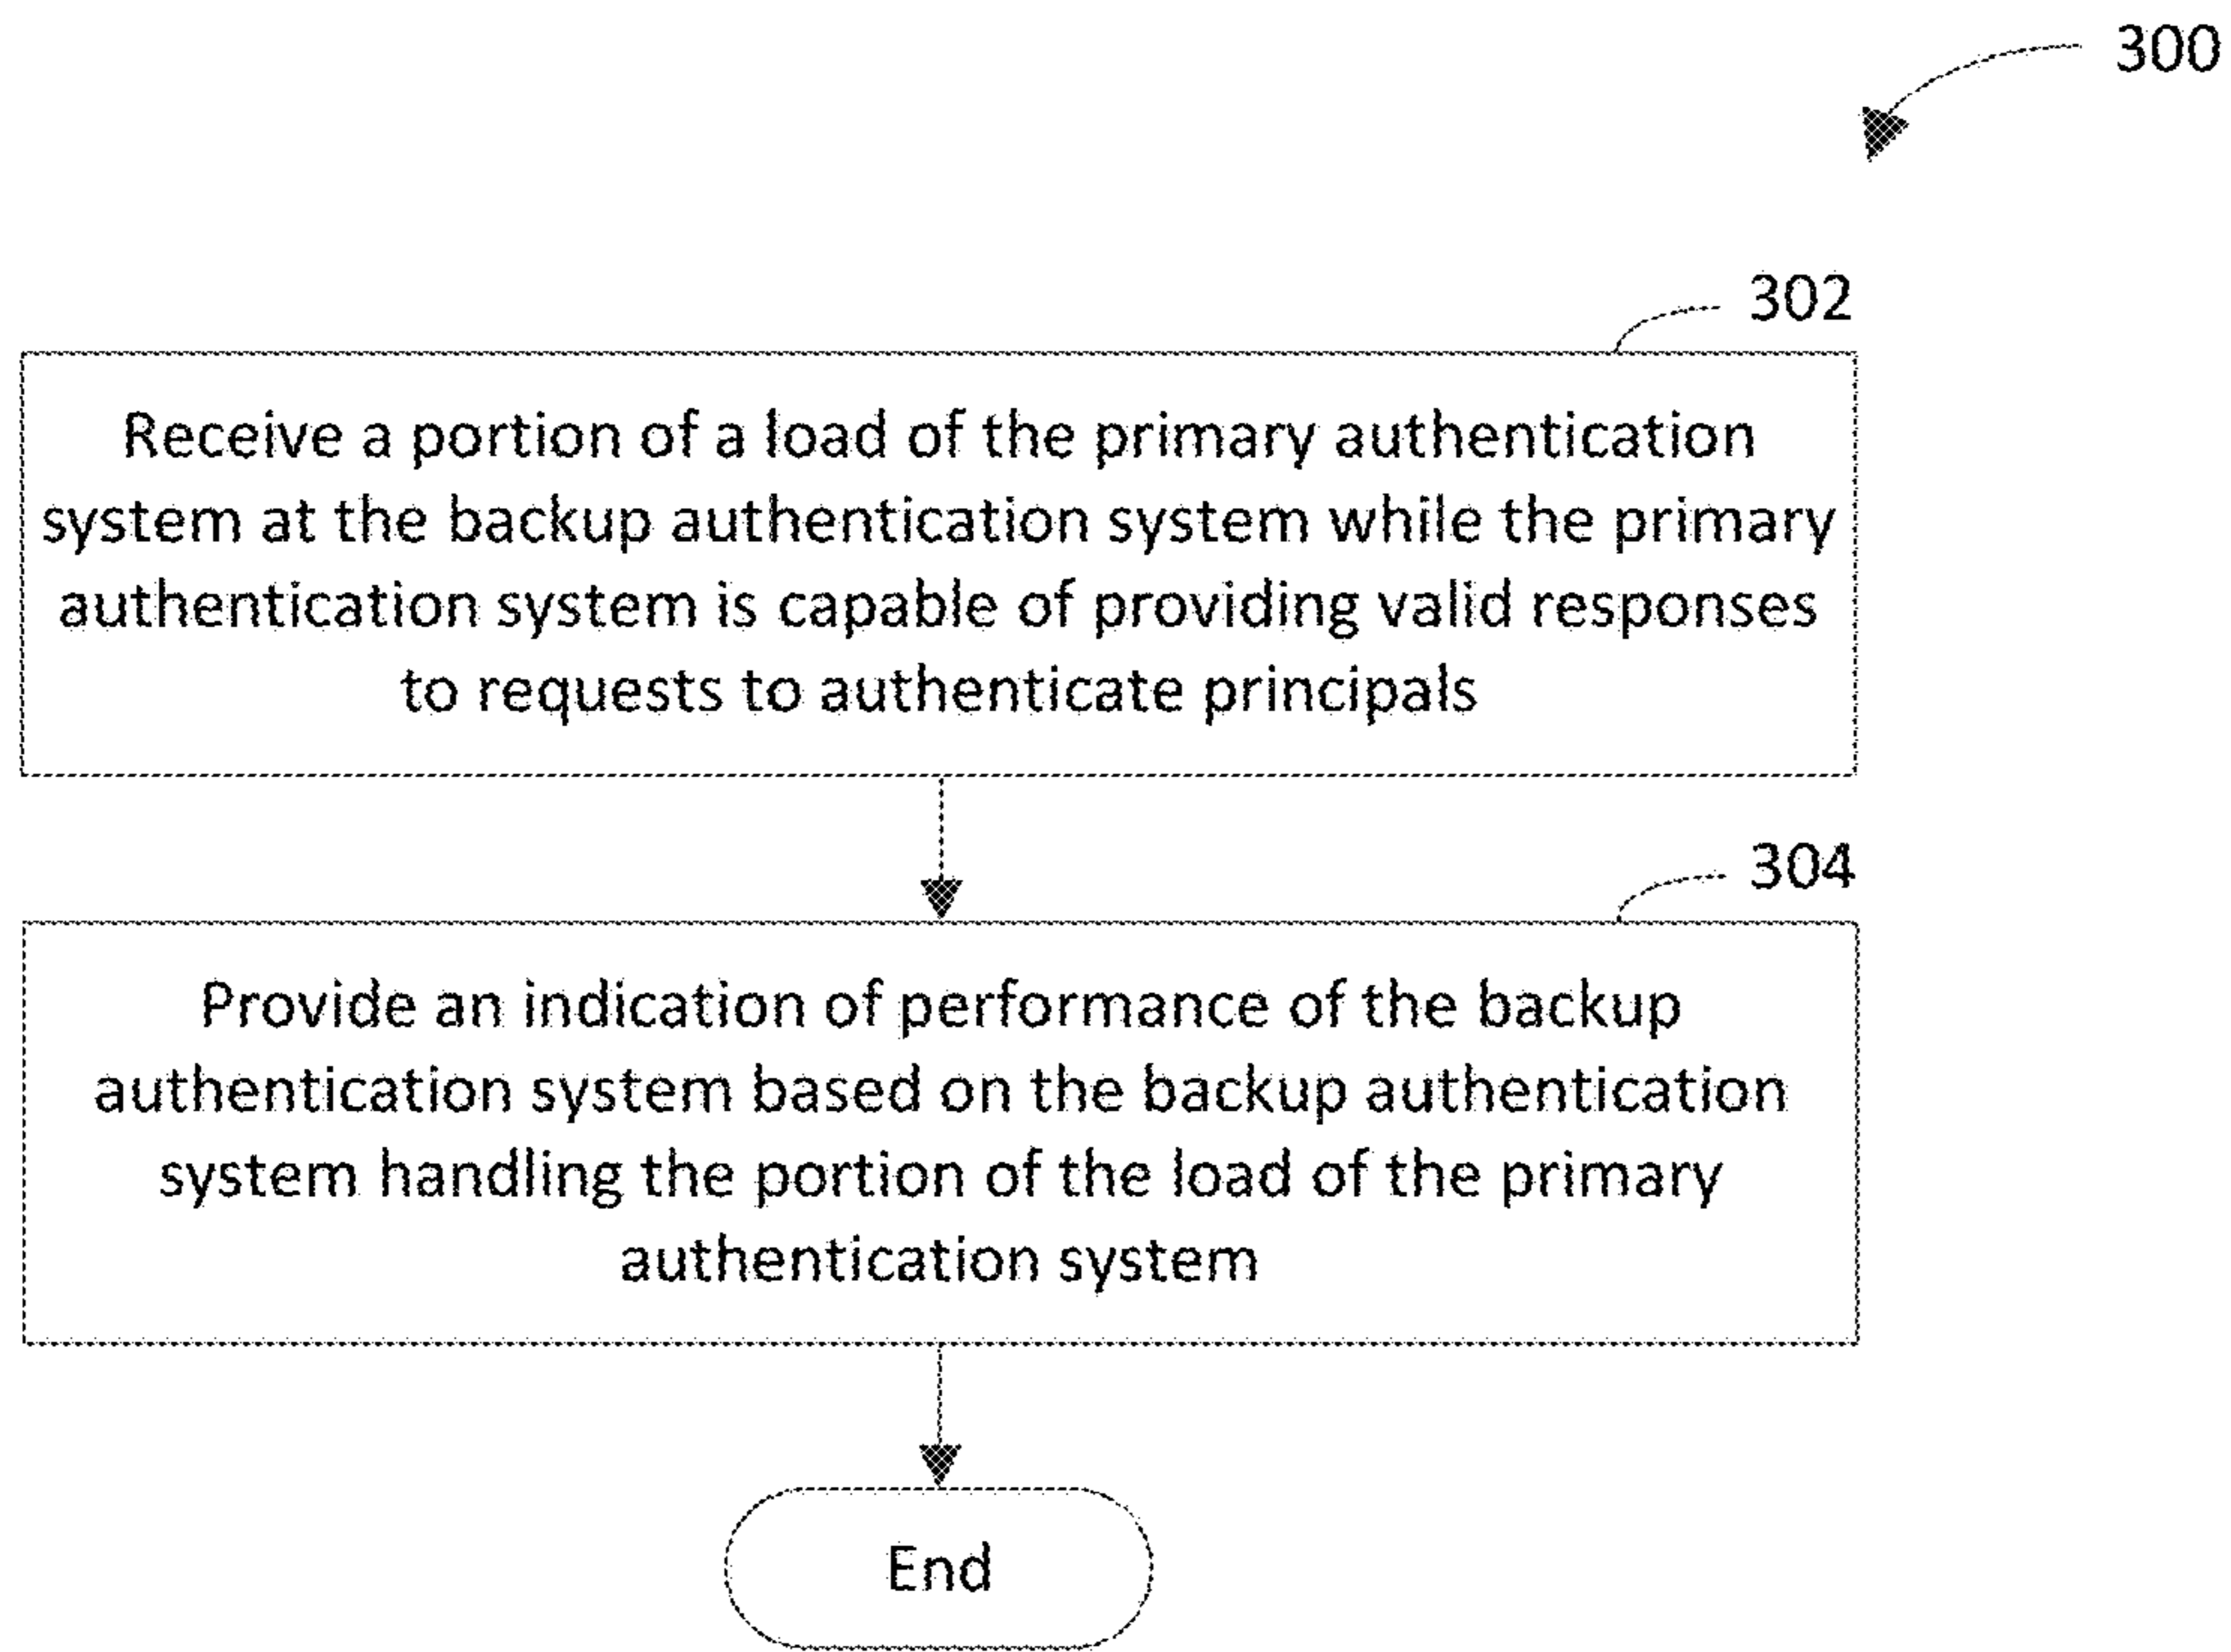 300
302
Receive a portion of a load of the primary authentication
system at the backup authentication system while the primary
authentication system is capable of providing valid responses
to requests to authenticate principals
304
Provide an indication of performance of the backup
authentication system based on the backup authentication
system handling the portion of the load of the primary
authentication system
End